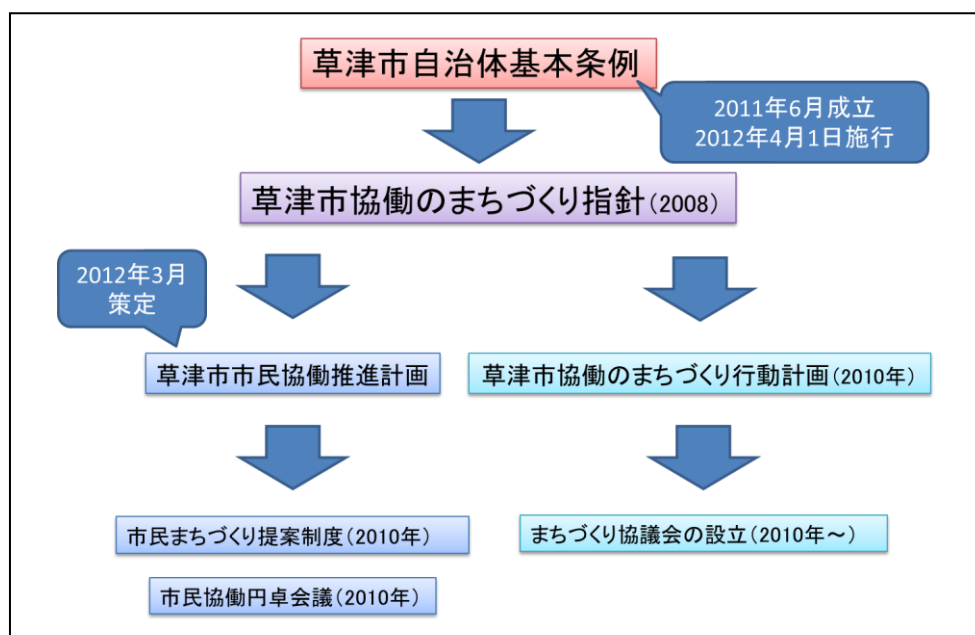 草津市自治体基本条例
2011年6月成立
2012年4月1日施行
草津市協働のまちづくり指針(2008)
2012年3月
策定
草津市市民協働推進計画
草津市協働のまちづくり行動計画(2010年)
市民まちづくり提案制度(2010年)
まちづくり協議会の設立(2010年~)
市民協働円卓会議(2010年)